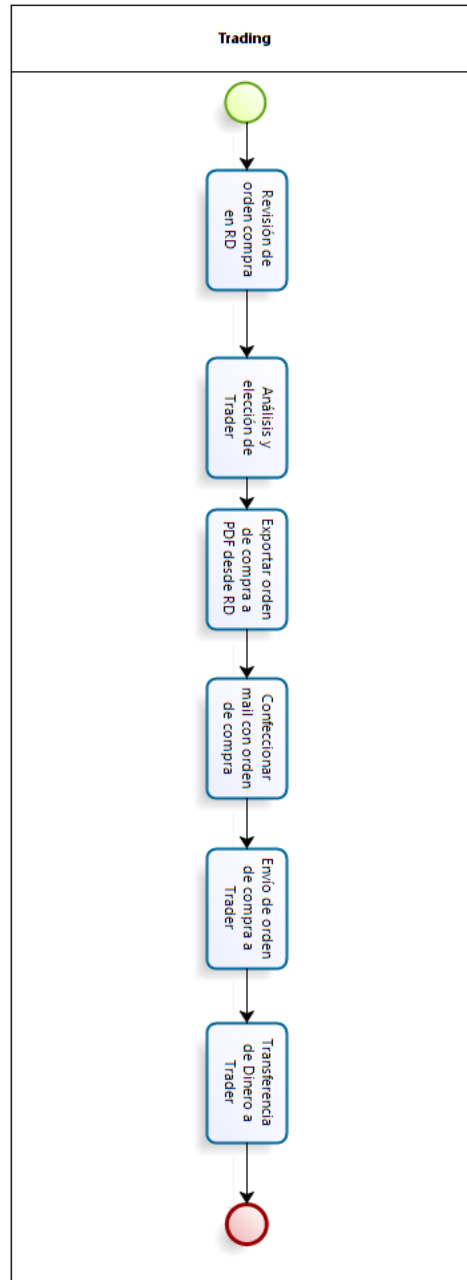 Trading
Revisión de
orden compra
en RD
Análisis y
elección de
Trader
Exportar orden
de compra a
PDF desde RD
Confeccionar
mail con orden
de compra
Envío de orden
de compra a
Trader
Transferencia
de Dinero a
Trader